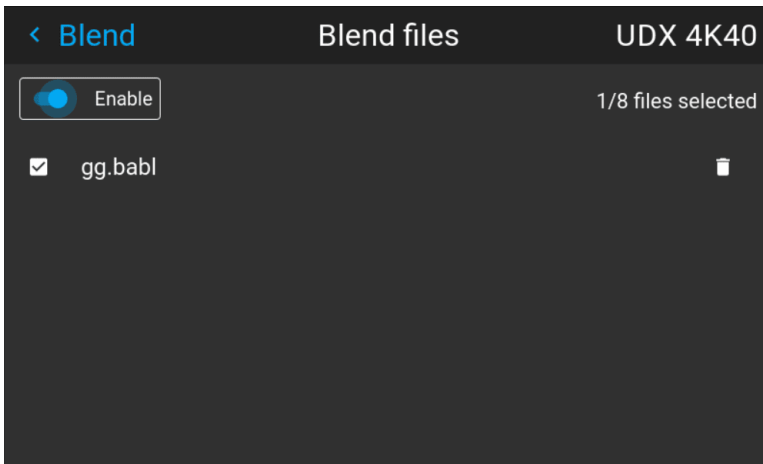 Blend
Blend files
UDX 4K40
Enable
1/8 files selected
gg.babl